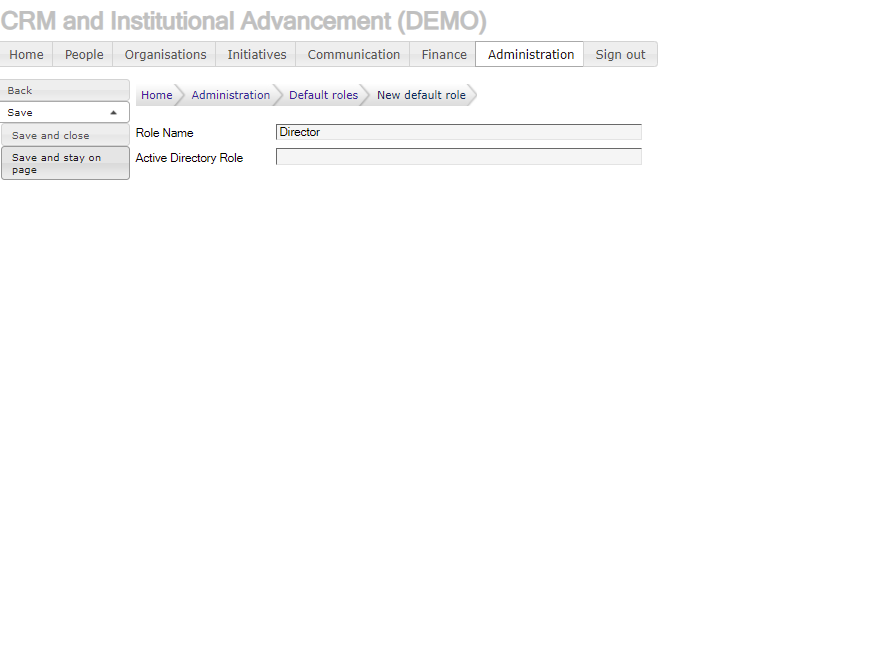 CRM and Institutional Advancement (DEMO)
Home People Organisations Initiatives Communication Finance Administration Sign out
Back
Save
Save and close
Save and stay on
page
Home Administration Default roles New default role
Role Name Director
Active Directory Role